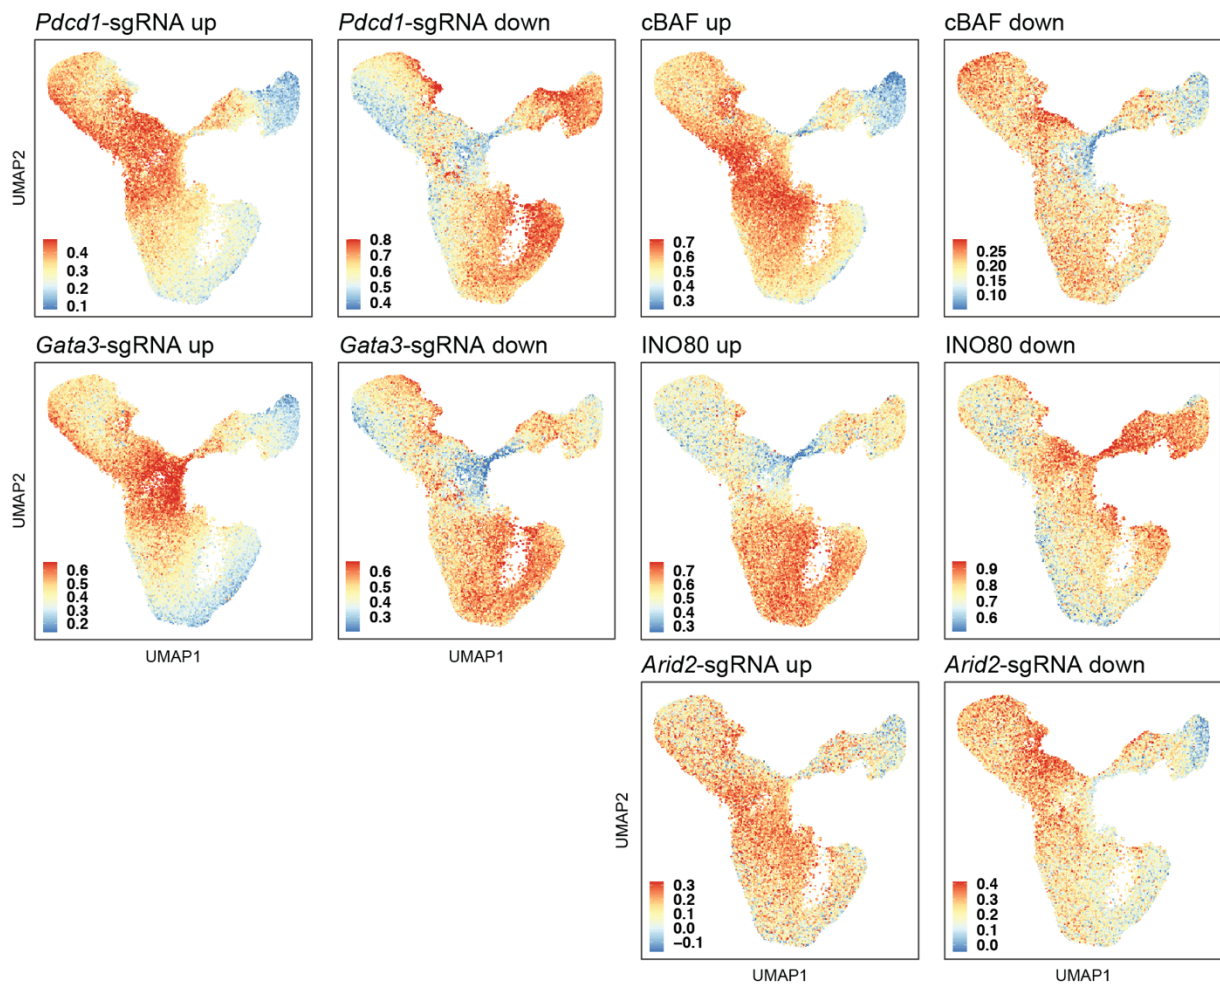 Pdcd1-sgRNA up
Pdcd1-sgRNA down
cBAF up
cBAF down
UMAP2
0.4
0.3
0.2
0.1
0.8
0.7
0.6
0.5
0.4
0.7
0.6
0.5
0.4
0.3
0.25
0.20
0.15
0.10
Gata3-sgRNA up
Gata3-sgRNA down
INO80 up
INO80 down
UMAP2
0.6
0.5
0.4
0.3
0.2
0.6
0.5
0.4
0.3
0.7
0.6
0.5
0.4
0.3
0.9
0.8
0.7
0.6
UMAP1
UMAP1
Arid2-sgRNA up
Arid2-sgRNA down
UMAP2
0.3
0.2
0.1
0.0
−0.1
0.4
0.3
0.2
0.1
0.0
UMAP1
UMAP1